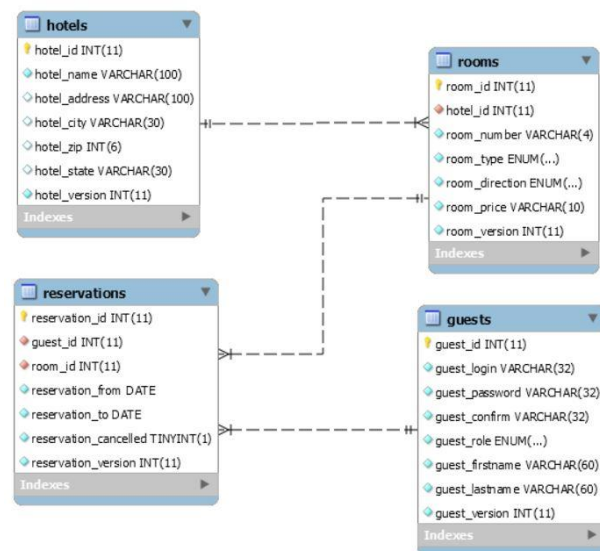 hotels
hotel_id INT(11)
hotel_name VARCHAR(100)
hotel_address VARCHAR(100)
hotel_city VARCHAR(30)
hotel_zip INT(6)
hotel_state VARCHAR(30)
hotel_version INT(11)
Indexes
rooms
room_id INT(11)
hotel_id INT(11)
room_number VARCHAR(4)
room_type ENUM(...)
room_direction ENUM(...)
room_price VARCHAR(10)
room_version INT(11)
Indexes
reservations
reservation_id INT(11)
guest_id INT(11)
room_id INT(11)
reservation_from DATE
reservation_to DATE
reservation_cancelled TINYINT(1)
reservation_version INT(11)
Indexes
guests
guest_id INT(11)
guest_login VARCHAR(32)
guest_password VARCHAR(32)
guest_confirm VARCHAR(32)
guest_role ENUM(...)
guest_firstname VARCHAR(60)
guest_lastname VARCHAR(60)
guest_version INT(11)
Indexes